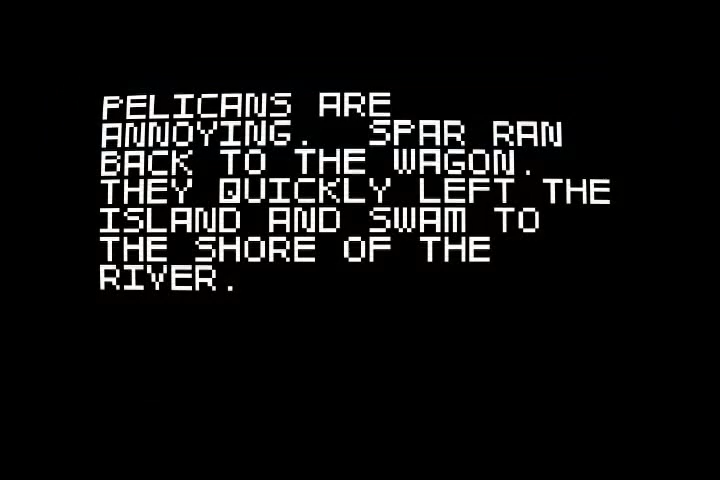 PELICANS ARE
ANNOYING.  SPAR RAN
BACK TO THE WAGON.
THEY QUICKLY LEFT THE
ISLAND AND SWAM TO
THE SHORE OF THE
RIVER.